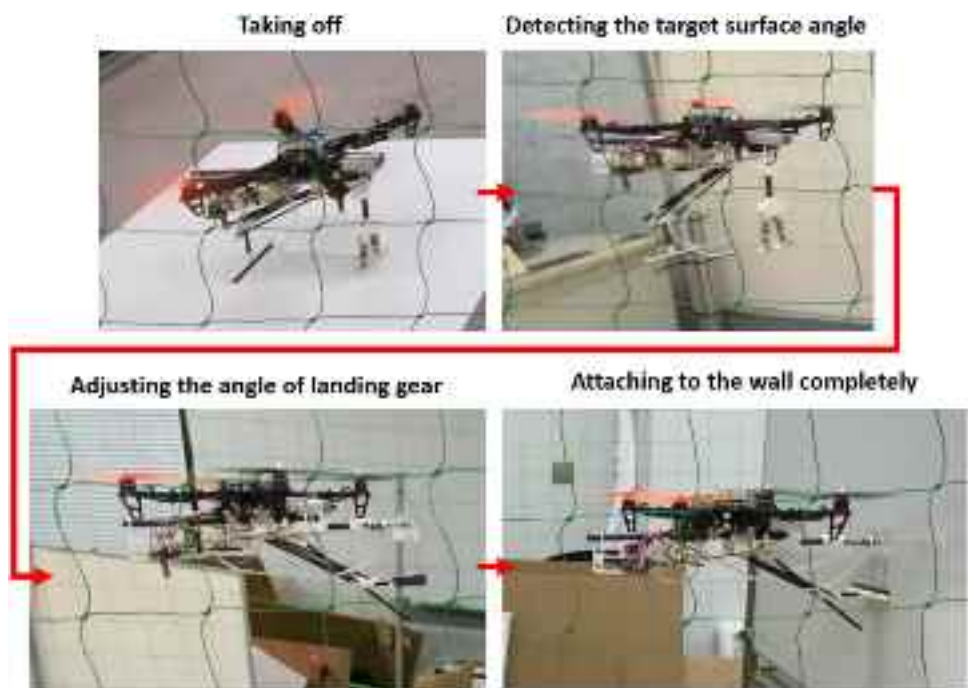 Taking off
Detecting the target surface angle
Adjusting the angle of landing gear
Attaching to the wall completely